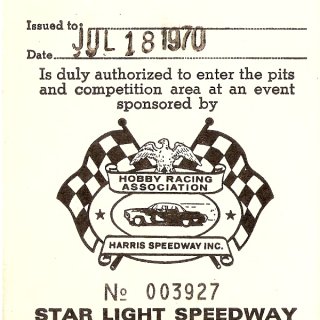 Issued to:
Date JUL 18 1970
Is duly authorized to enter the pits
and competition area at an event
sponsored by
HOBBY RACING
ASSOCIATION
HARRIS SPEEDWAY INC.
№ 003927
STAR LIGHT SPEEDWAY